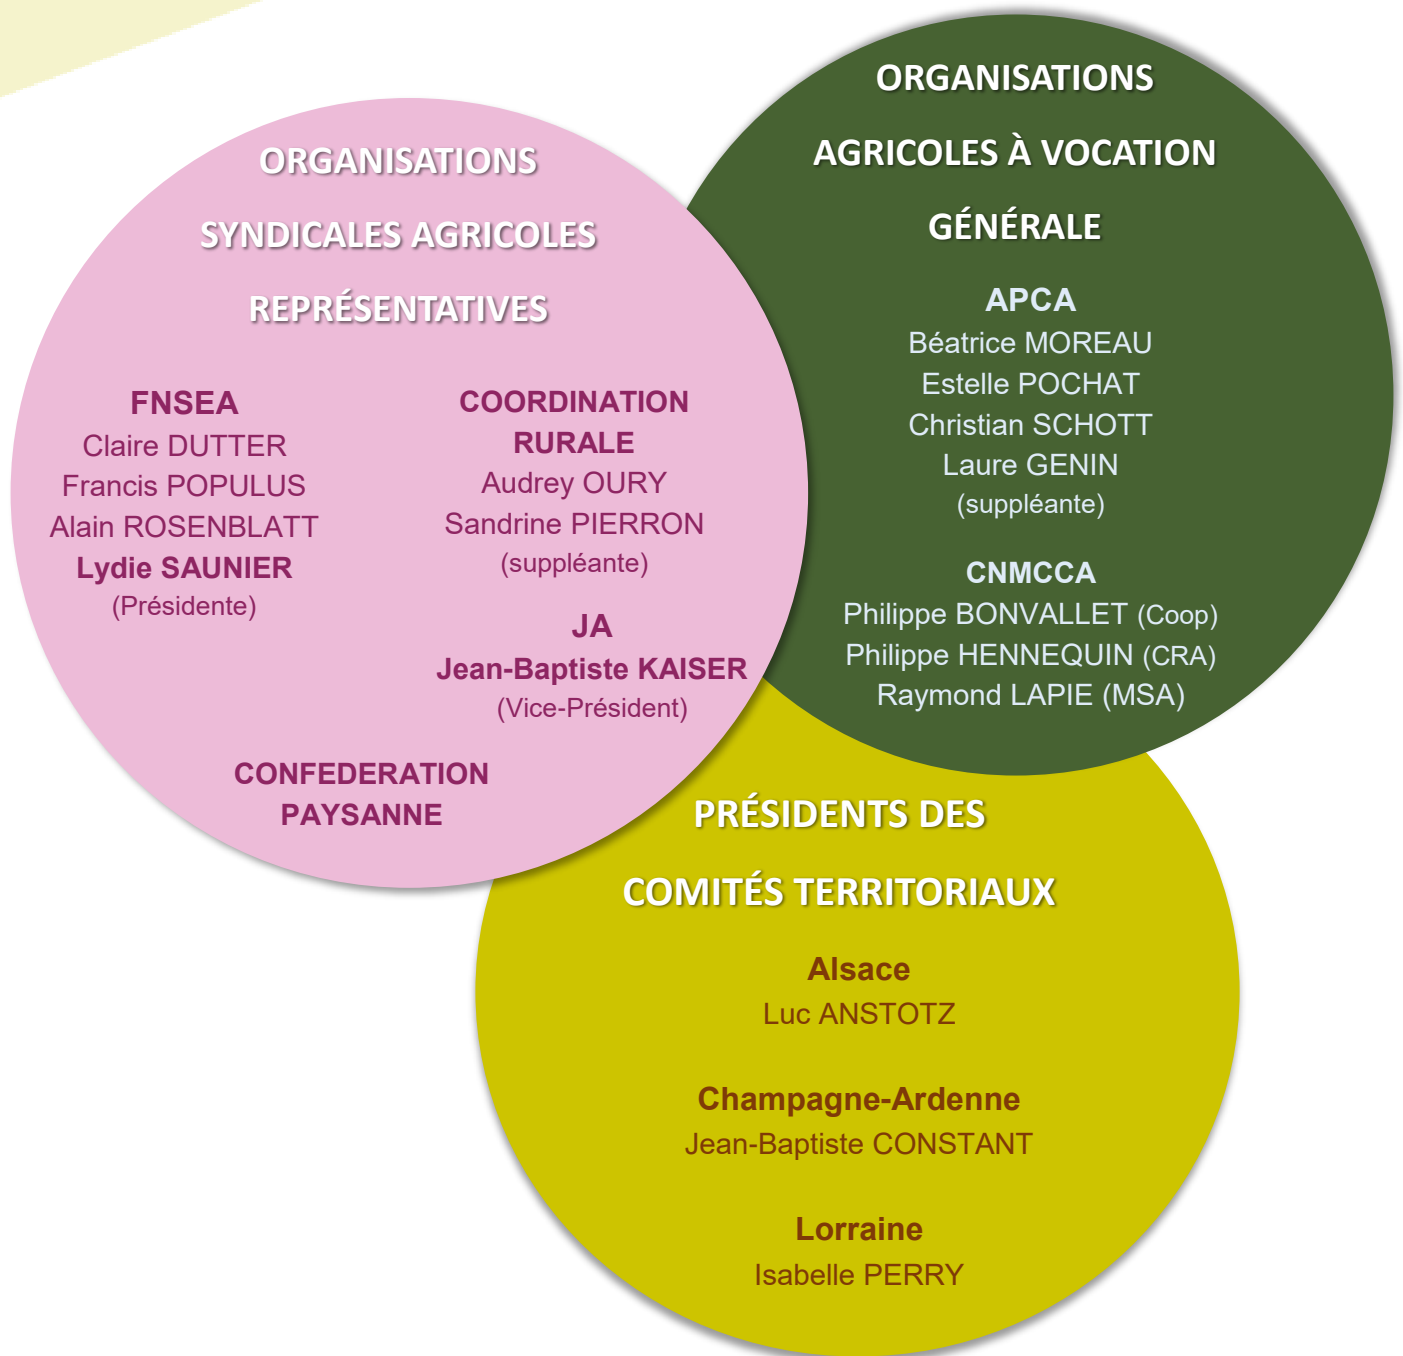 ORGANISATIONS
SYNDICALES AGRICOLES
REPRÉSENTATIVES
FNSEA
Claire DUTTER
Francis POPULUS
Alain ROSENBLATT
Lydie SAUNIER
(Présidente)
COORDINATION
RURALE
Audrey OURY
Sandrine PIERRON
(suppléante)
JA
Jean-Baptiste KAISER
(Vice-Président)
CONFEDERATION
PAYSANNE
ORGANISATIONS
AGRICOLES À VOCATION
GÉNÉRALE
APCA
Béatrice MOREAU
Estelle POCHAT
Christian SCHOTT
Laure GENIN
(suppléante)
CNMCCA
Philippe BONVALLET (Coop)
Philippe HENNEQUIN (CRA)
Raymond LAPIE (MSA)
PRÉSIDENTS DES
COMITÉS TERRITORIAUX
Alsace
Luc ANSTOTZ
Champagne-Ardenne
Jean-Baptiste CONSTANT
Lorraine
Isabelle PERRY